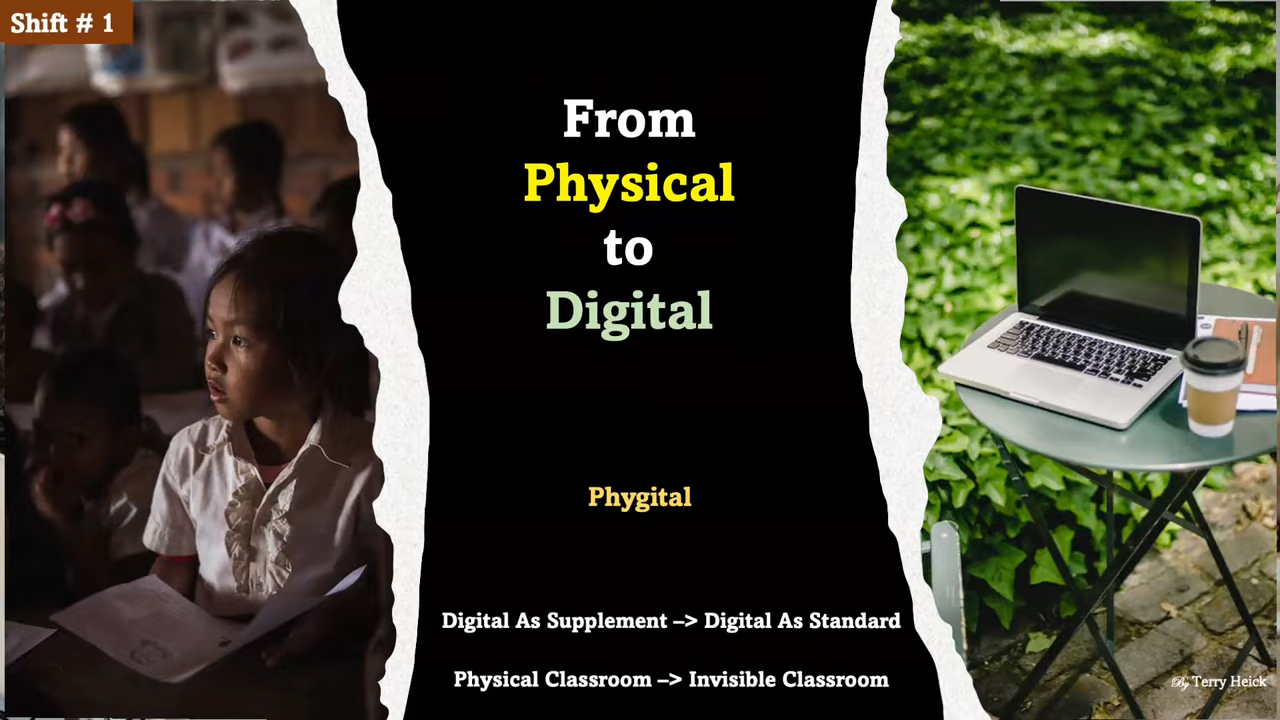 Shift # 1
From
Physical
to
Digital
Phygital
Digital As Supplement –> Digital As Standard
Physical Classroom –> Invisible Classroom
By Terry Heick